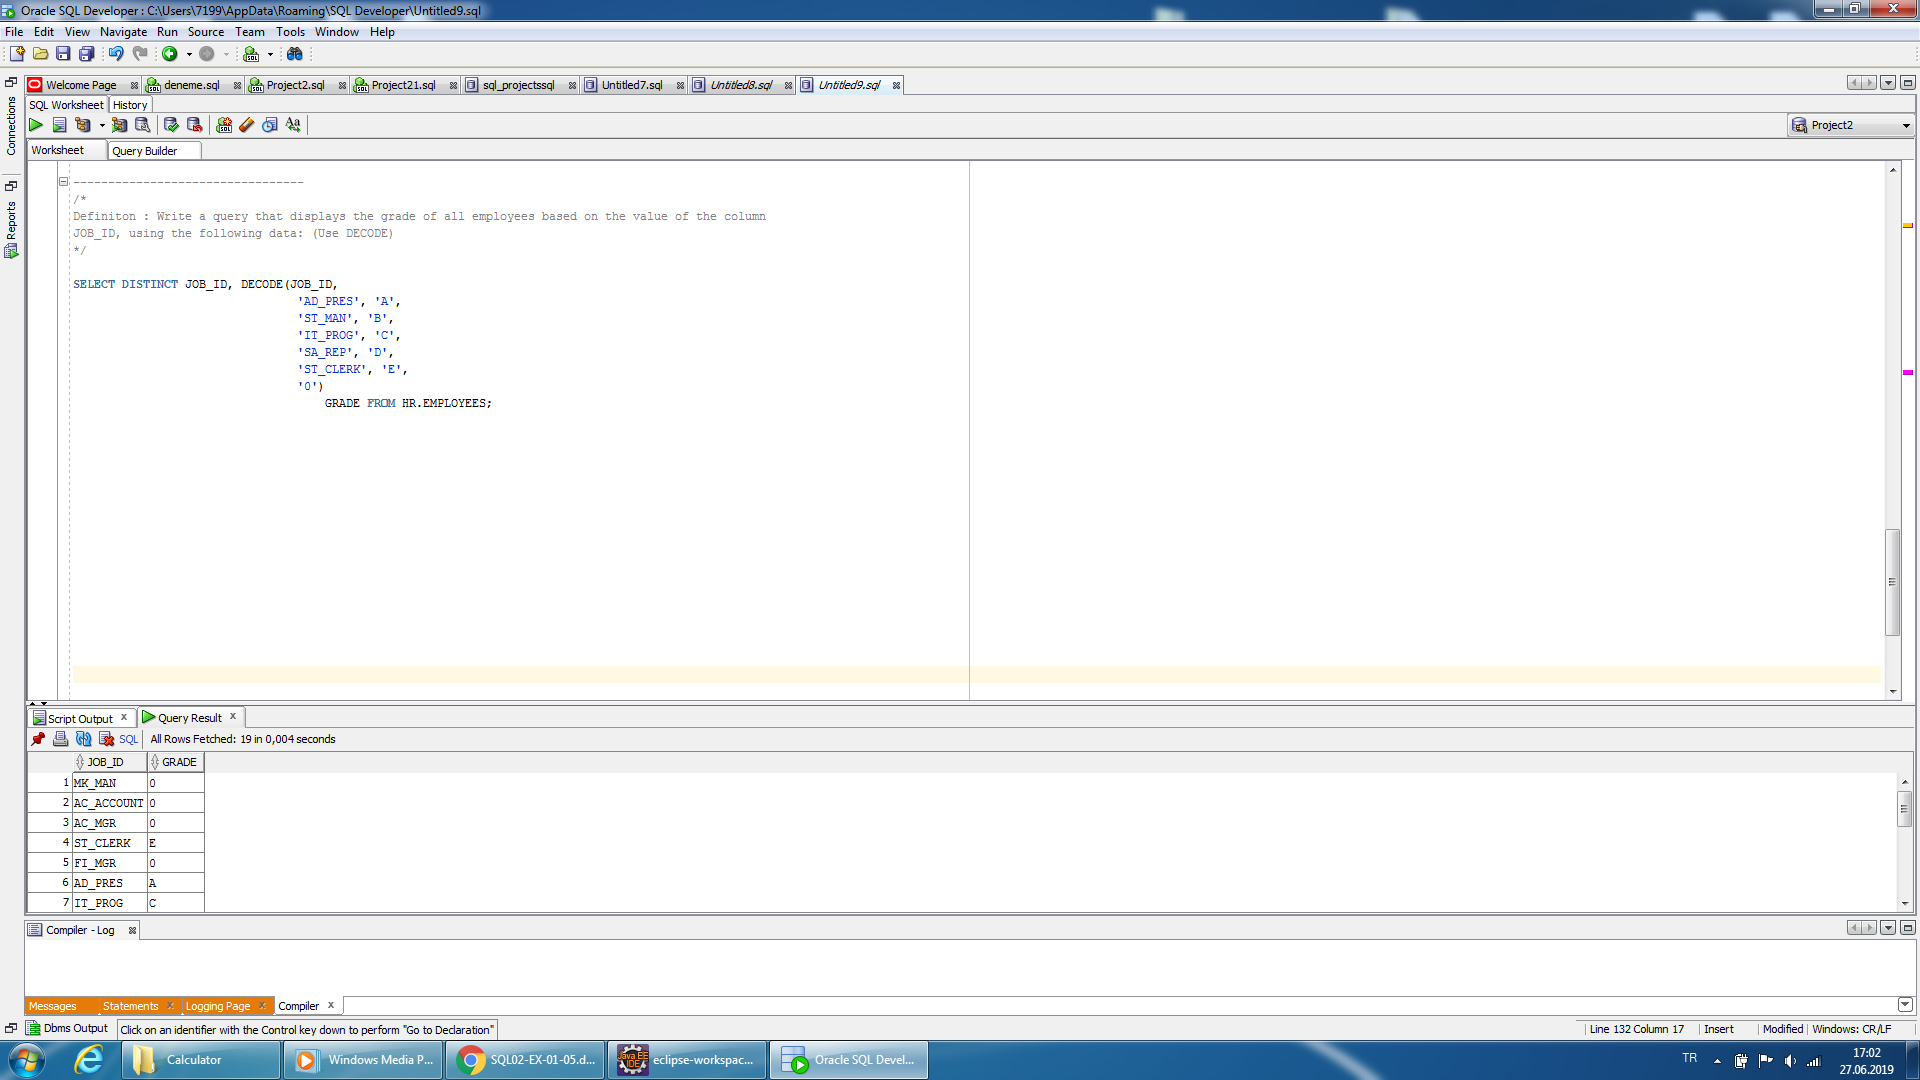 Oracle SQL Developer : C:\Users\7199\AppData\Roaming\SQL Developer\Untitled9.sql
File Edit View Navigate Run Source Team Tools Window Help
Welcome Page deneme.sql Project2.sql Project21.sql sql_projectssql Untitled7.sql Untitled8.sql Untitled9.sql
SQL Worksheet History
Project2
Worksheet Query Builder
Connections
Reports
---------------------------------
/*
Definiton : Write a query that displays the grade of all employees based on the value of the column
JOB_ID, using the following data: (Use DECODE)
*/
SELECT DISTINCT JOB_ID, DECODE(JOB_ID,
'AD_PRES', 'A',
'ST_MAN', 'B',
'IT_PROG', 'C',
'SA_REP', 'D',
'ST_CLERK', 'E',
'0')
GRADE FROM HR.EMPLOYEES;
Script Output Query Result
SQL All Rows Fetched: 19 in 0,004 seconds
JOB_ID GRADE
1 MK_MAN 0
2 AC_ACCOUNT 0
3 AC_MGR 0
4 ST_CLERK E
5 FI_MGR 0
6 AD_PRES A
7 IT_PROG C
Compiler - Log
Messages Statements Logging Page Compiler
Dbms Output Click on an identifier with the Control key down to perform "Go to Declaration" Line 132 Column 17 Insert Modified Windows: CR/LF
Calculator Windows Media P... SQL02-EX-01-05.d... eclipse-workspac... Oracle SQL Devel... TR 17:02
27.06.2019